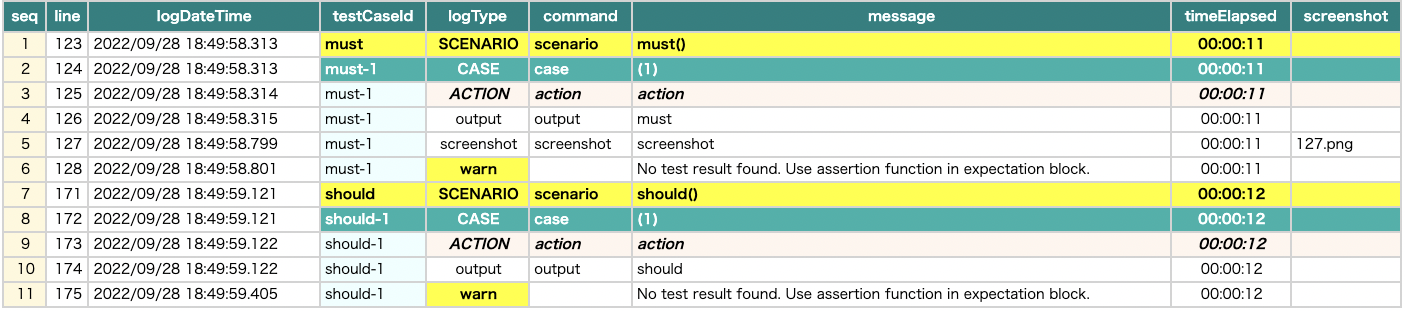 seq line logDateTime testCaseId logType command message timeElapsed screenshot
1 123 2022/09/28 18:49:58.313 must SCENARIO scenario must() 00:00:11
2 124 2022/09/28 18:49:58.313 must-1 CASE case (1) 00:00:11
3 125 2022/09/28 18:49:58.314 must-1 ACTION action action 00:00:11
4 126 2022/09/28 18:49:58.315 must-1 output output must 00:00:11
5 127 2022/09/28 18:49:58.799 must-1 screenshot screenshot screenshot 00:00:11 127.png
6 128 2022/09/28 18:49:58.801 must-1 warn No test result found. Use assertion function in expectation block. 00:00:11
7 171 2022/09/28 18:49:59.121 should SCENARIO scenario should() 00:00:12
8 172 2022/09/28 18:49:59.121 should-1 CASE case (1) 00:00:12
9 173 2022/09/28 18:49:59.122 should-1 ACTION action action 00:00:12
10 174 2022/09/28 18:49:59.122 should-1 output output should 00:00:12
11 175 2022/09/28 18:49:59.405 should-1 warn No test result found. Use assertion function in expectation block. 00:00:12